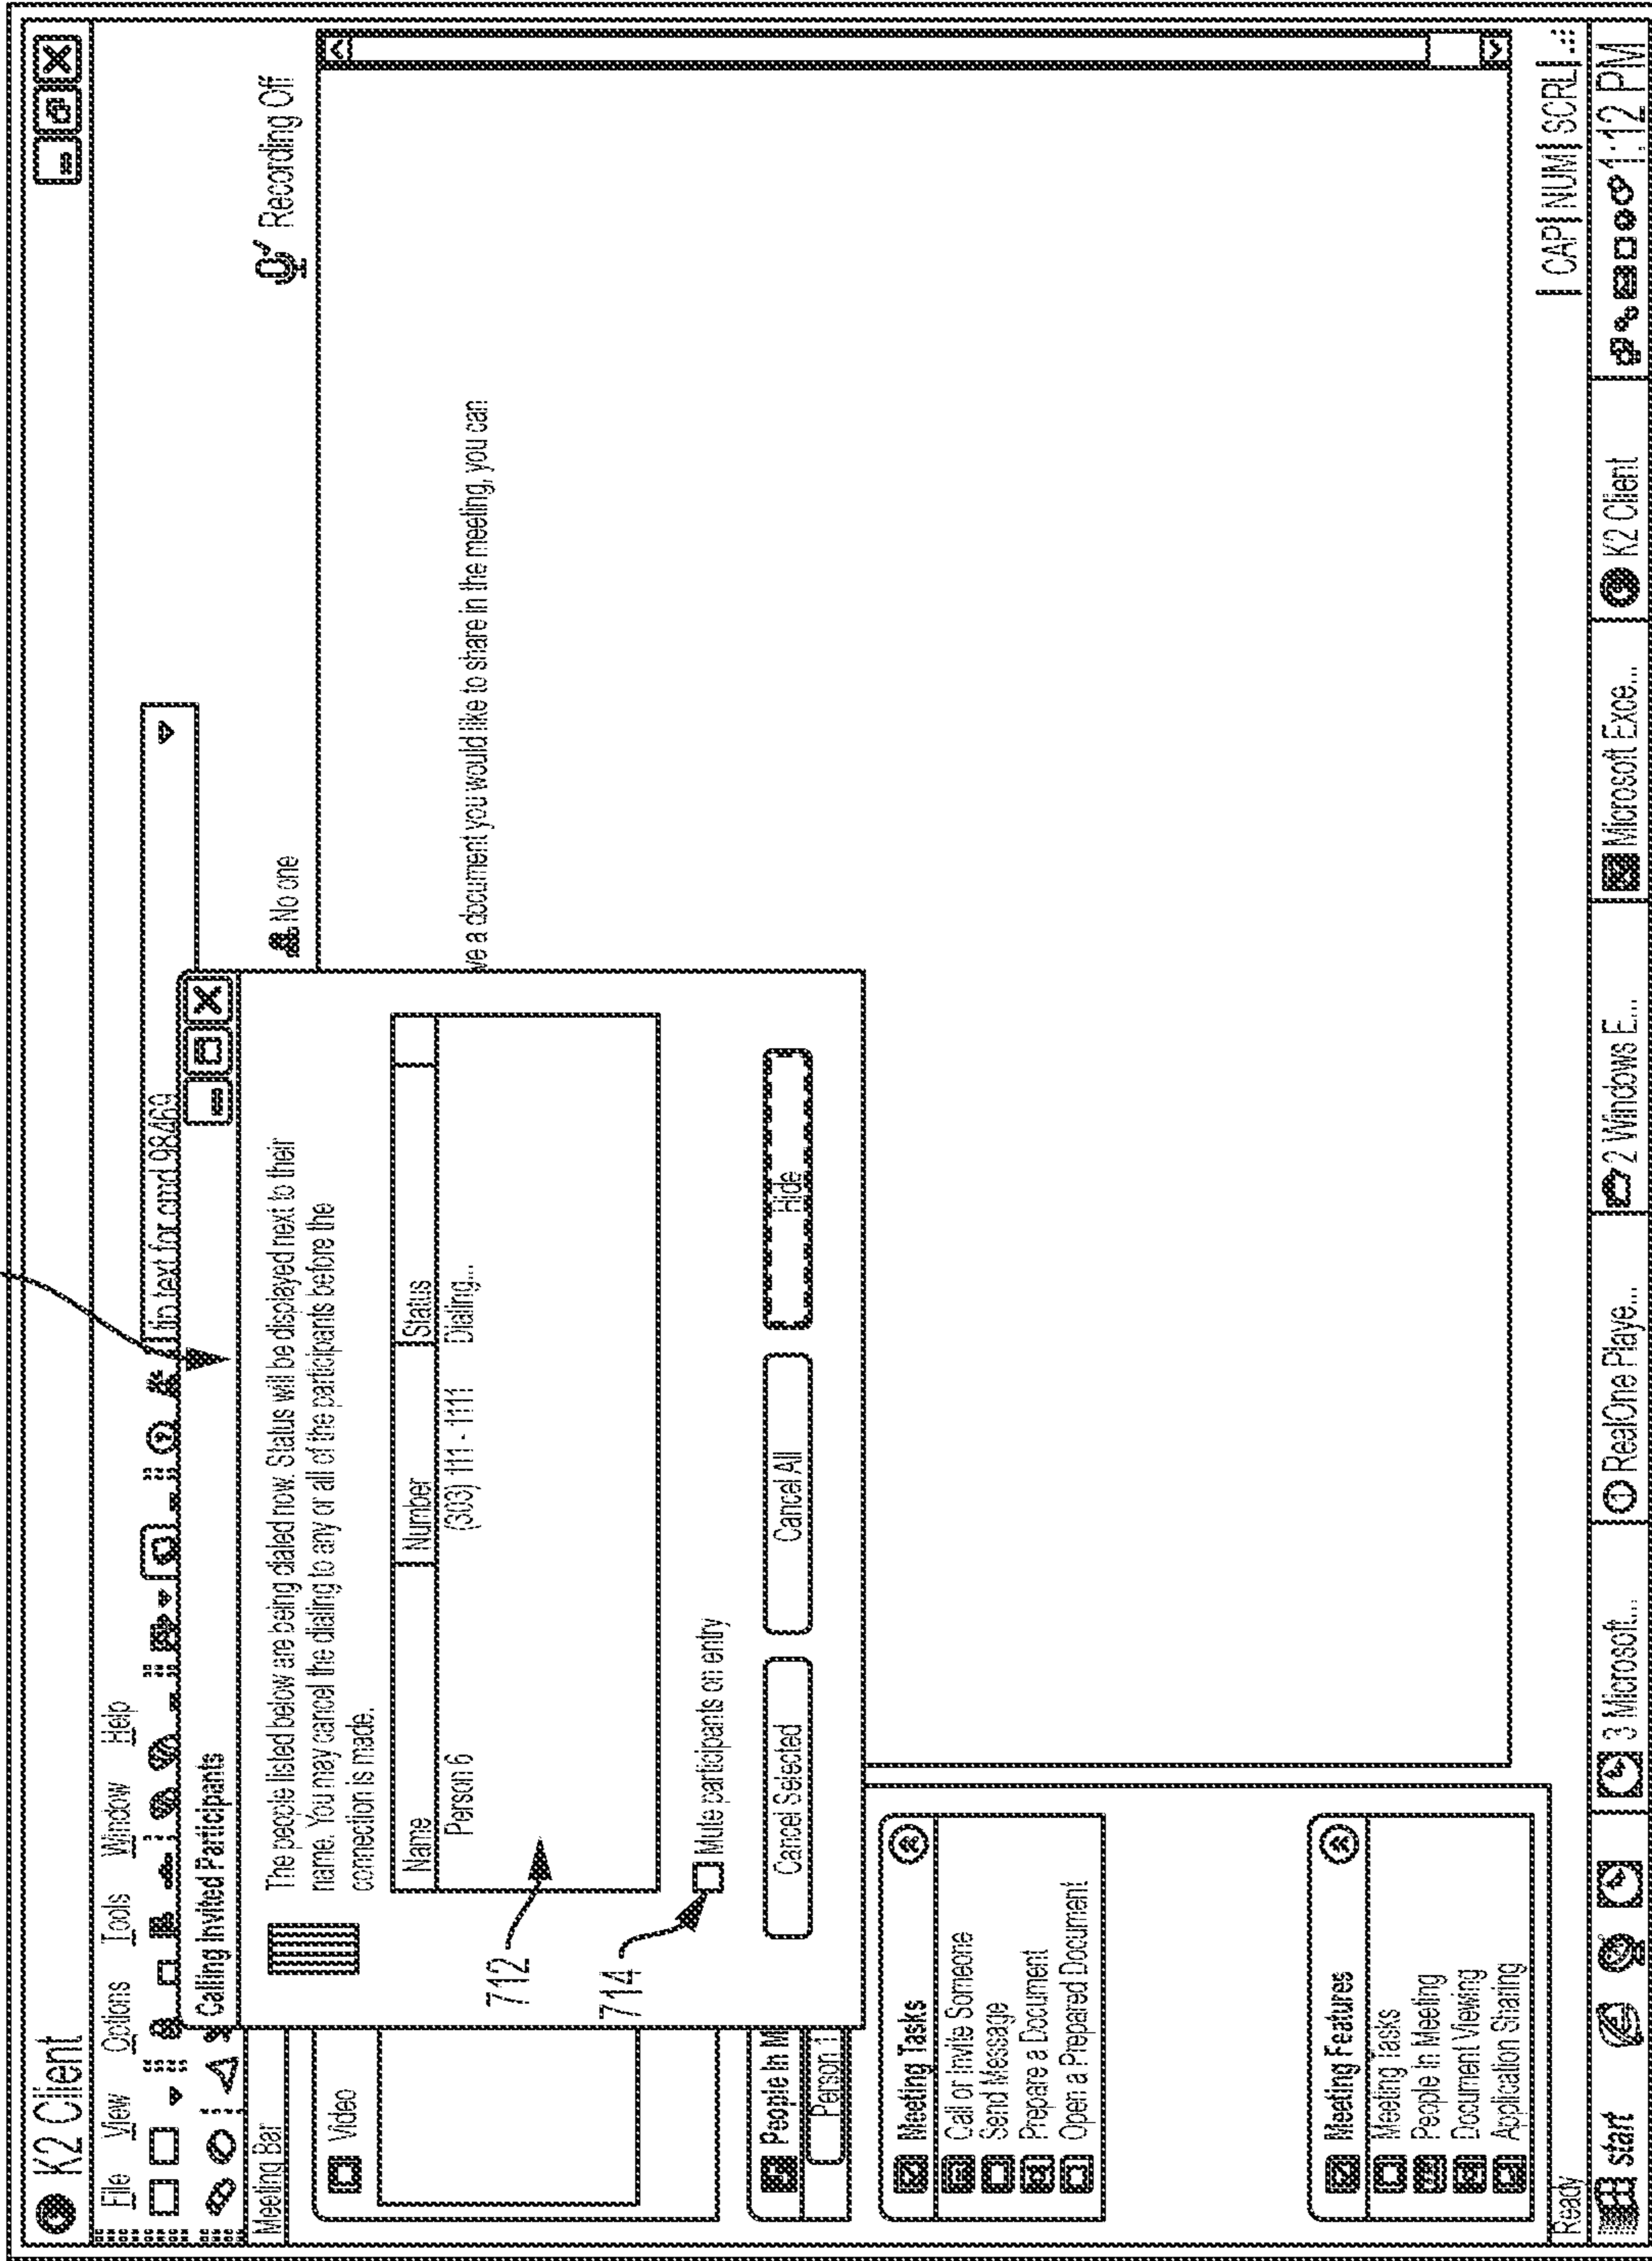 K2 Client
File View Options Tools Window Help
tip text for cmd 98469
Meeting Bar
No one
Recording Off
Video
People In M
Person 1
Calling Invited Participants
The people listed below are being dialed now. Status will be displayed next to their
name. You may cancel the dialing to any or all of the participants before the
connection is made.
Name Number Status
Person 6 (303) 111 - 1111 Dialing...
712
714
Mute participants on entry
Cancel Selected Cancel All Hide
ve a document you would like to share in the meeting, you can
Meeting Tasks
Call or Invite Someone
Send Message
Prepare a Document
Open a Prepared Document
Meeting Features
Meeting Tasks
People in Meeting
Document Viewing
Application Sharing
Ready
CAP NUM SCRL
start 3 Microsoft... RealOne Playe... 2 Windows E... Microsoft Exce... K2 Client 1:12 PM